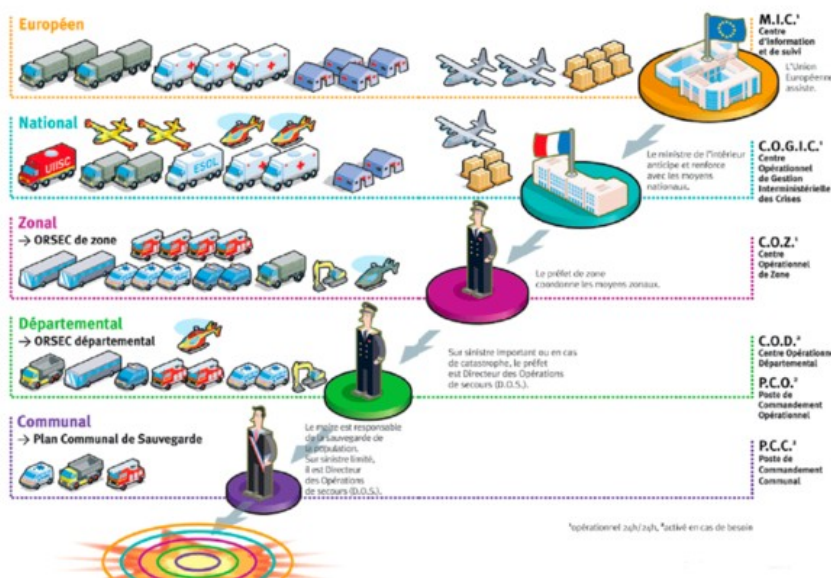 Européen
M.I.C.¹
Centre
d'information
et de suivi
L'Union
Européenne
assiste.
National
UIISC
ESOL
Le ministre de l'intérieur
anticipe et renforce
avec les moyens
nationaux.
C.O.G.I.C.¹
Centre
Opérationnel
de Gestion
Interministérielle
des Crises
Zonal
→ ORSEC de zone
Le préfet de zone
coordonne les moyens zonaux.
C.O.Z.¹
Centre
Opérationnel
de Zone
Départemental
→ ORSEC départemental
Sur sinistre important ou en cas
de catastrophe, le préfet
est Directeur des Opérations
de secours (D.O.S.).
C.O.D.²
Centre Opérationne
Départemental
P.C.O.²
Poste de
Commandement
Opérationnel
Communal
→ Plan Communal de Sauvegarde
Le maire est responsable
de la sauvegarde de
la population.
Sur sinistre limité,
il est Directeur
des Opérations
de secours (D.O.S.).
P.C.C.²
Poste de
Commandement
Communal
¹opérationnel 24h/24h, ²activé en cas de besoin